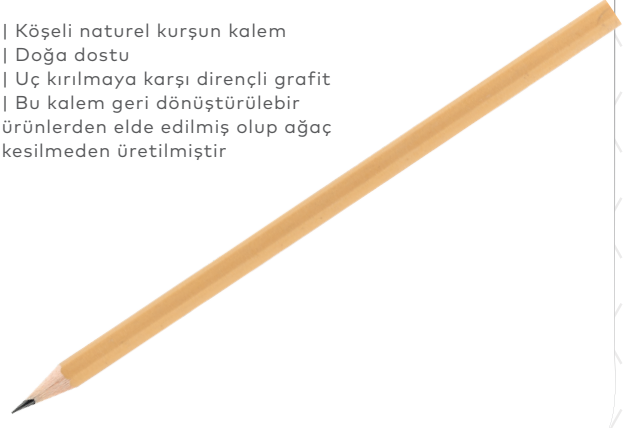 | Köşeli naturel kurşun kalem
| Doğa dostu
| Uç kırılmaya karşı dirençli grafit
| Bu kalem geri dönüştürülebir
ürünlerden elde edilmiş olup ağaç
kesilmeden üretilmiştir